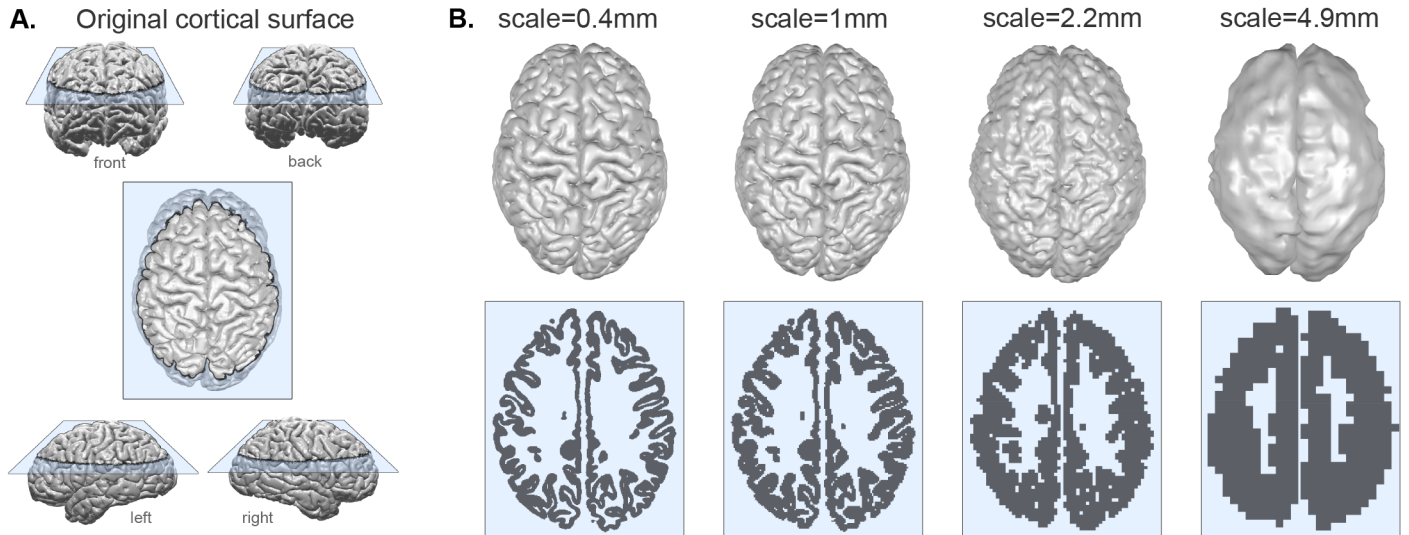 A. Original cortical surface
front
back
left
right
B. scale=0.4mm scale=1mm scale=2.2mm scale=4.9mm